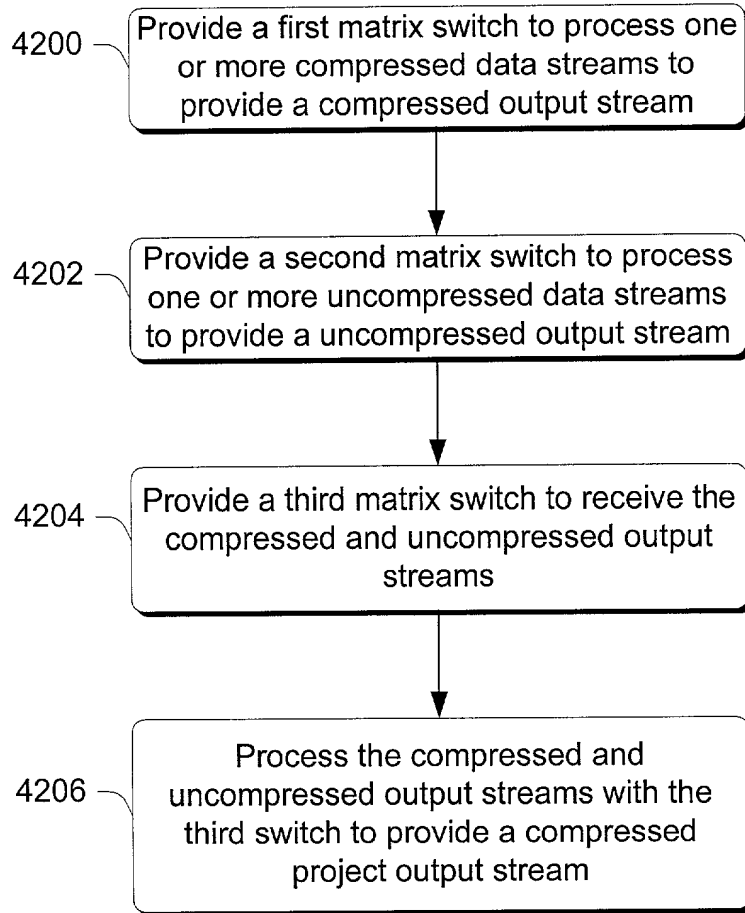 4200
Provide a first matrix switch to process one
or more compressed data streams to
provide a compressed output stream
4202
Provide a second matrix switch to process
one or more uncompressed data streams
to provide a uncompressed output stream
4204
Provide a third matrix switch to receive the
compressed and uncompressed output
streams
4206
Process the compressed and
uncompressed output streams with the
third switch to provide a compressed
project output stream